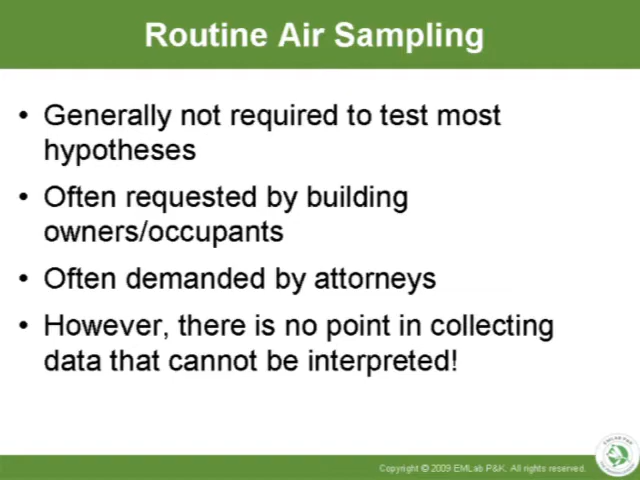 Routine Air Sampling
• Generally not required to test most
hypotheses
• Often requested by building
owners/occupants
• Often demanded by attorneys
• However, there is no point in collecting
data that cannot be interpreted!
Copyright © 2009 EMLab P&K. All rights reserved.
EMLAB P&K